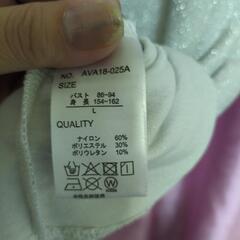 NO. AVA18-025A
SIZE
バスト 86-94
身 長 154-162
L
QUALITY
ナイロン 60%
ポリエステル 30%
ポリウレタン 10%